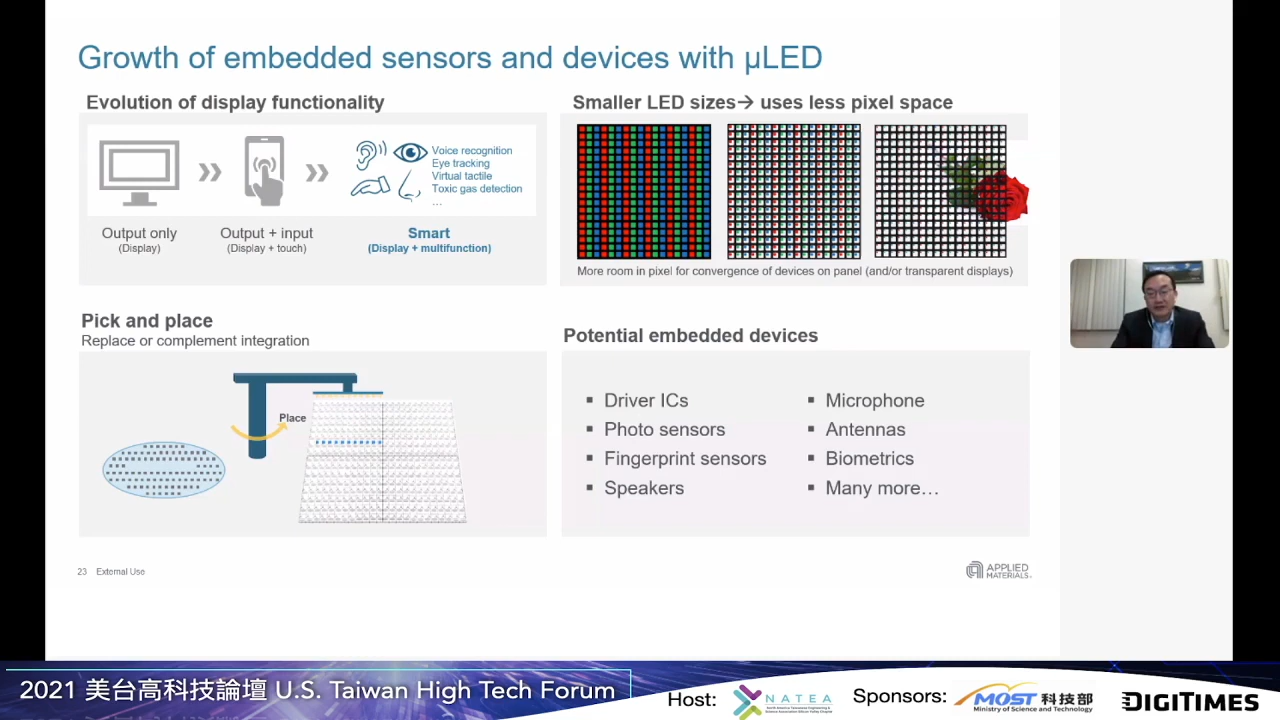 Growth of embedded sensors and devices with µLED
Evolution of display functionality
Voice recognition
Eye tracking
Virtual tactile
Toxic gas detection
...
Output only
(Display)
Output + input
(Display + touch)
Smart
(Display + multifunction)
Smaller LED sizes→ uses less pixel space
More room in pixel for convergence of devices on panel (and/or transparent displays)
Pick and place
Replace or complement integration
Place
Potential embedded devices
▪ Driver ICs
▪ Photo sensors
▪ Fingerprint sensors
▪ Speakers
▪ Microphone
▪ Antennas
▪ Biometrics
▪ Many more…
23 External Use
APPLIED
MATERIALS
2021 美台高科技論壇 U.S. Taiwan High Tech Forum
Host:
NATEA
Sponsors:
MOST 科技部
Ministry of Science and Technology
DIGITIMES